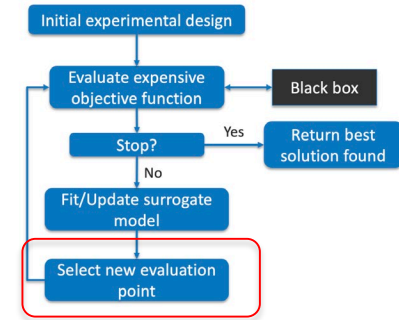 Initial experimental design
Evaluate expensive
objective function
Black box
Stop?
Yes
Return best
solution found
No
Fit/Update surrogate
model
Select new evaluation
point